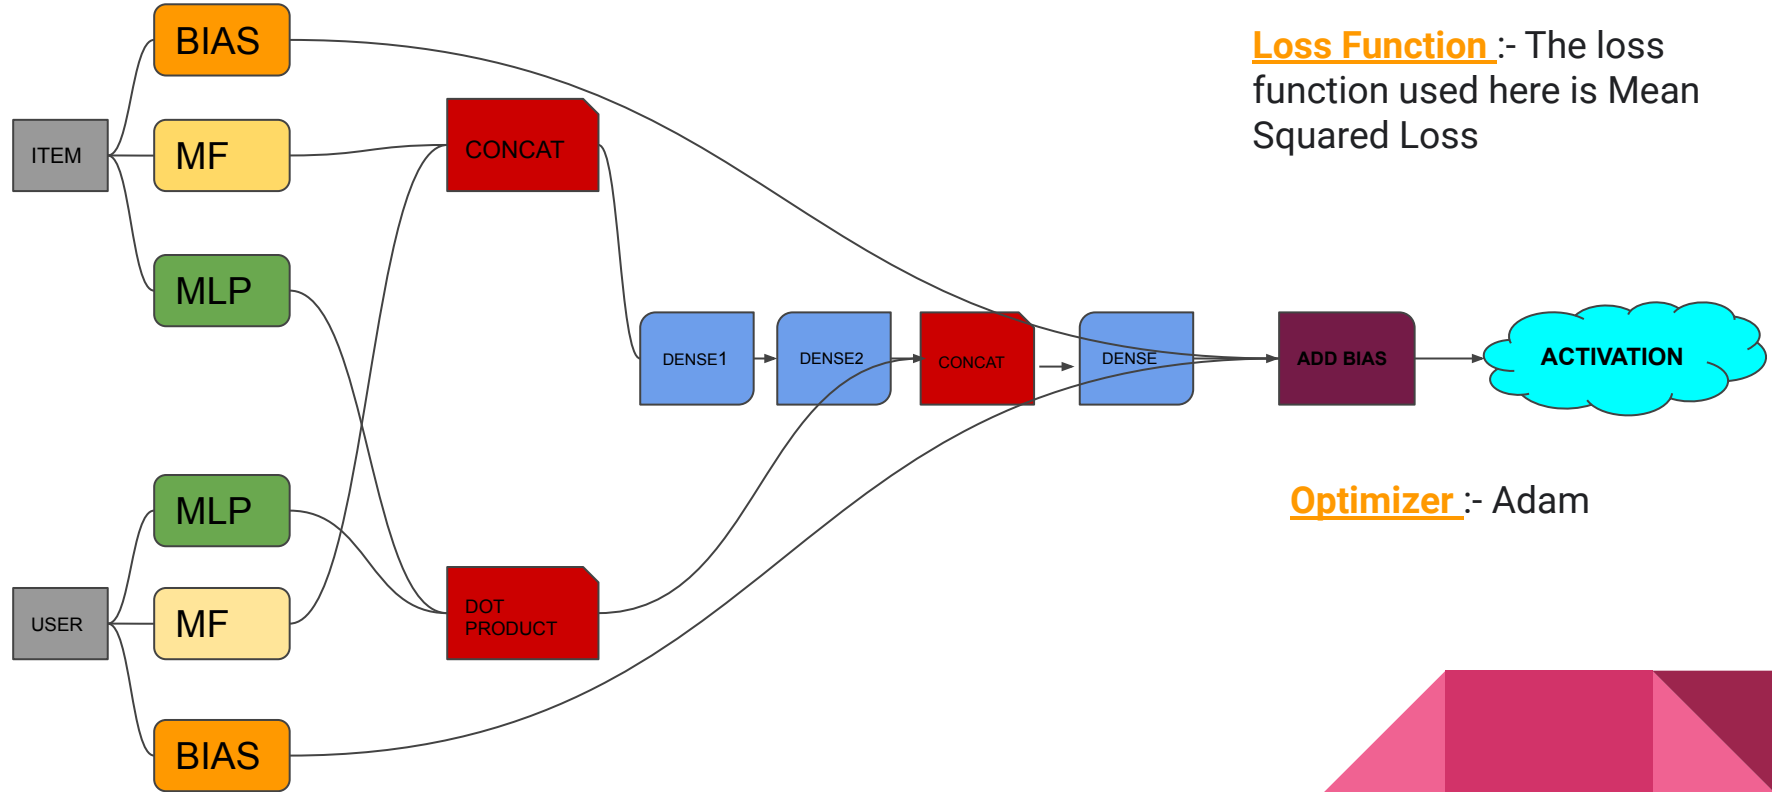 BIAS
Loss Function :- The loss
function used here is Mean
Squared Loss
ITEM
MF
CONCAT
MLP
DENSE1
DENSE2
CONCAT
DENSE
ADD BIAS
ACTIVATION
MLP
Optimizer :- Adam
USER
MF
DOT
PRODUCT
BIAS